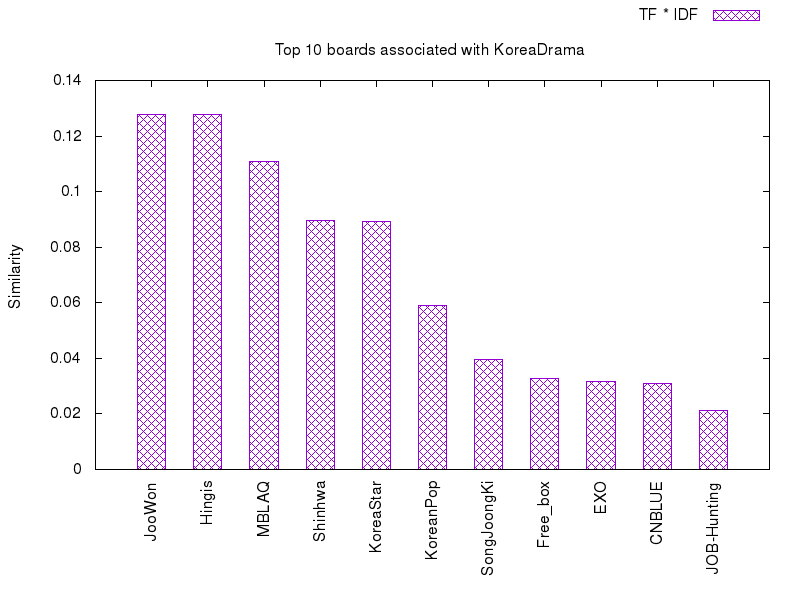 TF * IDF
Top 10 boards associated with KoreaDrama
Similarity
0.14
0.12
0.1
0.08
0.06
0.04
0.02
0
JooWon
Hingis
MBLAQ
Shinhwa
KoreaStar
KoreanPop
SongJoongKi
Free_box
EXO
CNBLUE
JOB-Hunting